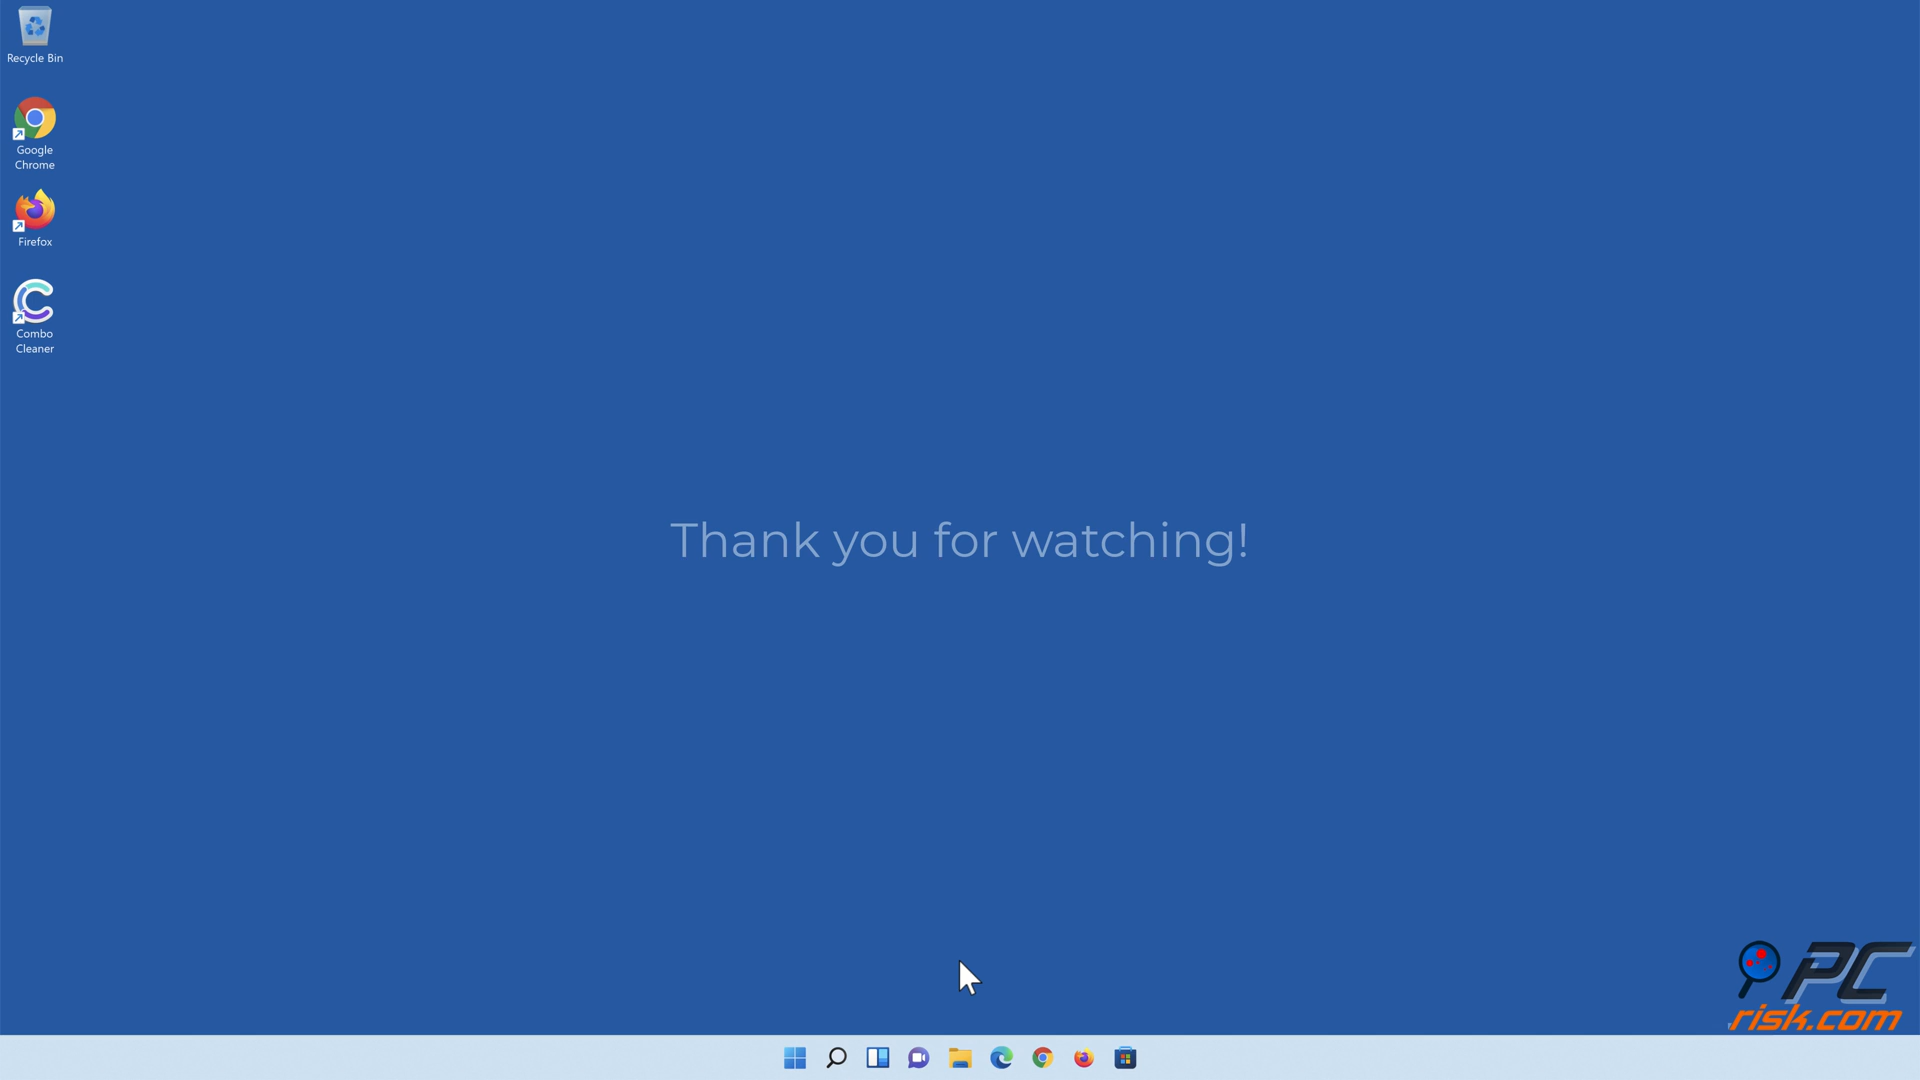 Recycle Bin
Google
Chrome
Firefox
Combo
Cleaner
Thank you for watching!
PC
risk.com